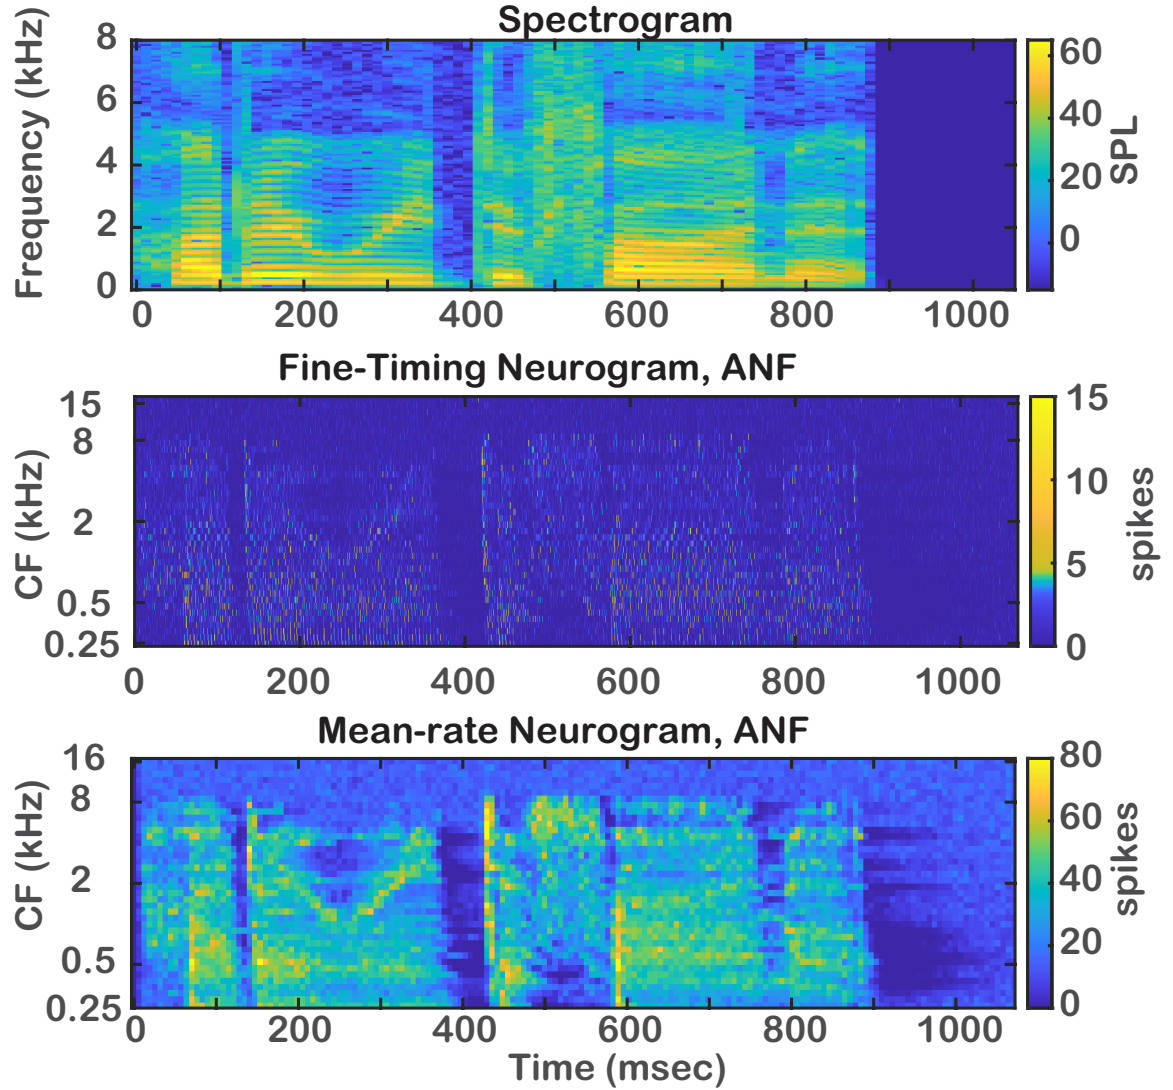 Spectrogram
Frequency (kHz)
8
6
4
2
0
0 200 400 600 800 1000
60
40
20
0
SPL
Fine-Timing Neurogram, ANF
CF (kHz)
15
8
2
0.5
0.25
0 200 400 600 800 1000
15
10
5
0
spikes
Mean-rate Neurogram, ANF
CF (kHz)
16
8
2
0.5
0.25
0 200 400 600 800 1000
Time (msec)
80
60
40
20
0
spikes